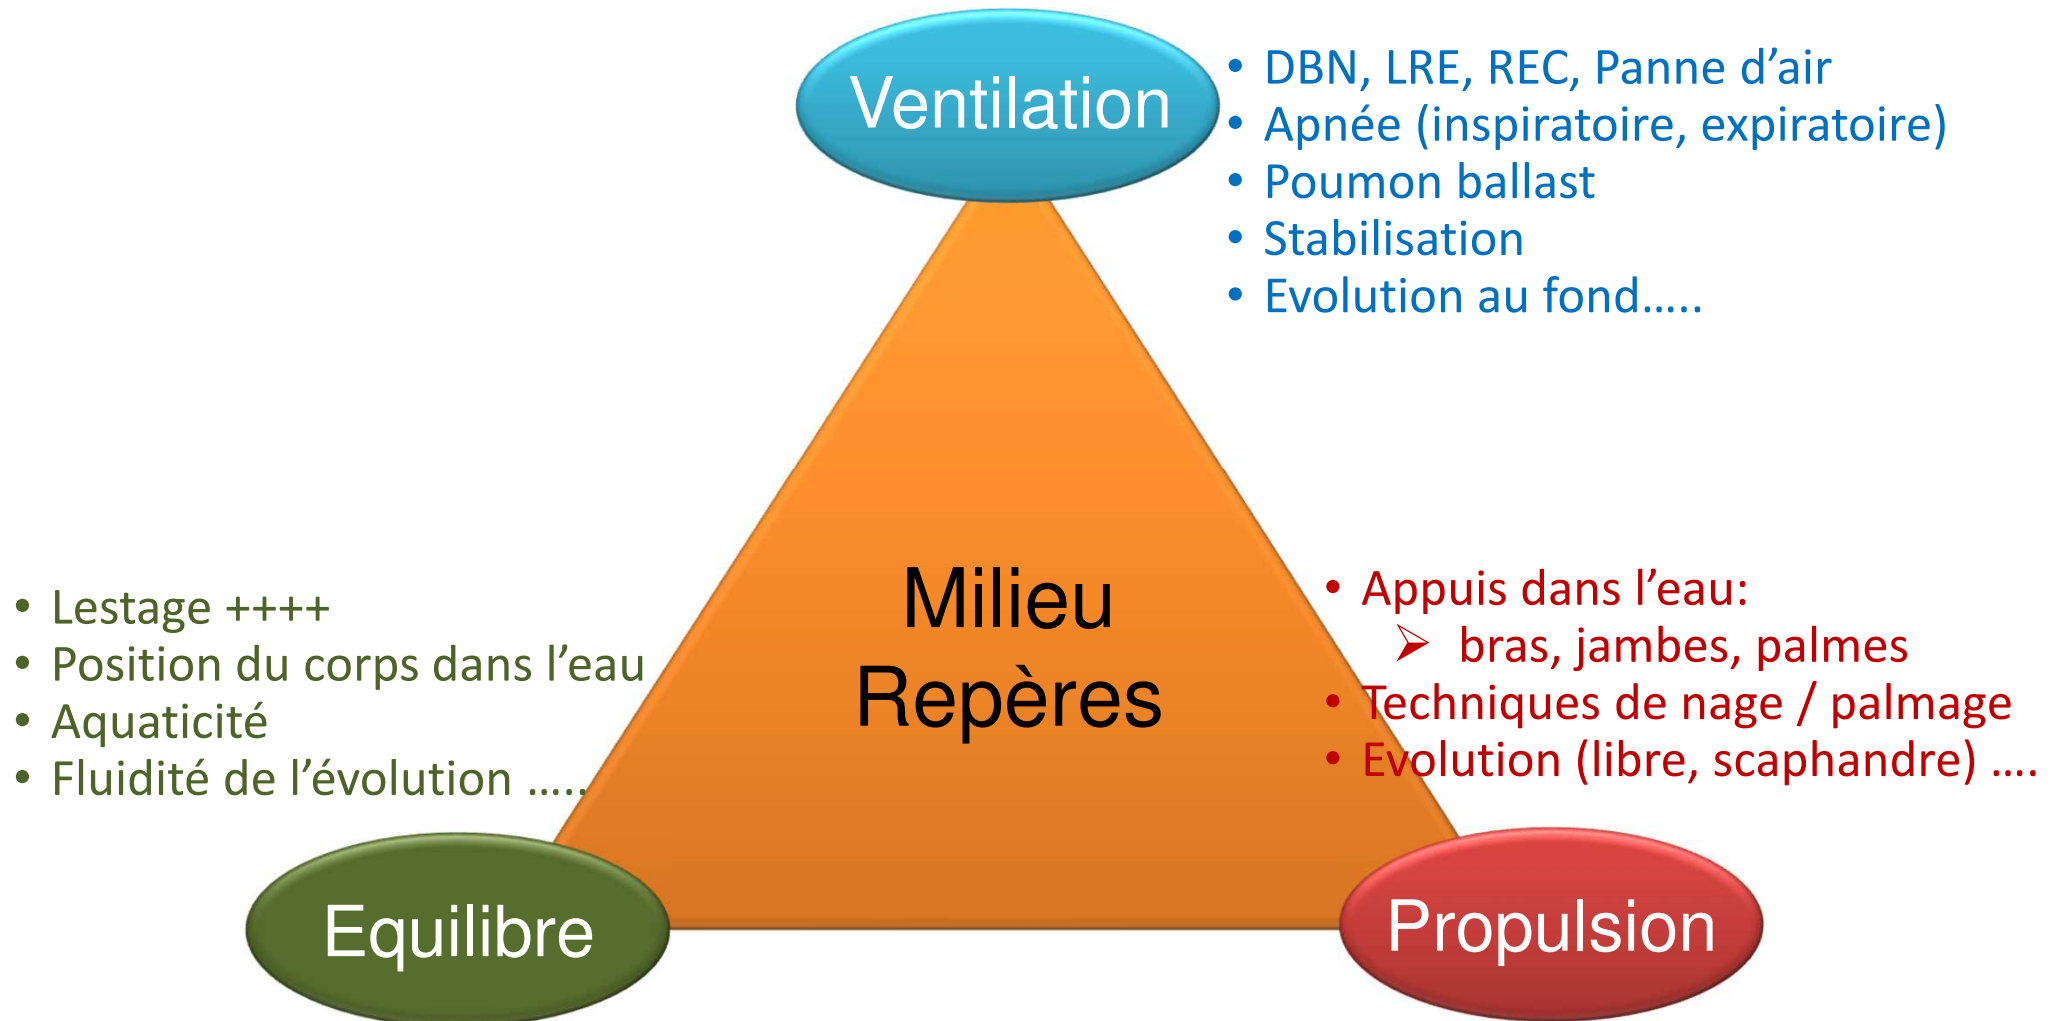 Ventilation
• DBN, LRE, REC, Panne d’air
• Apnée (inspiratoire, expiratoire)
• Poumon ballast
• Stabilisation
• Evolution au fond…..
Milieu
Repères
• Lestage ++++
• Position du corps dans l’eau
• Aquaticité
• Fluidité de l’évolution …..
• Appuis dans l’eau:
➢ bras, jambes, palmes
• Techniques de nage / palmage
• Evolution (libre, scaphandre) ….
Equilibre
Propulsion